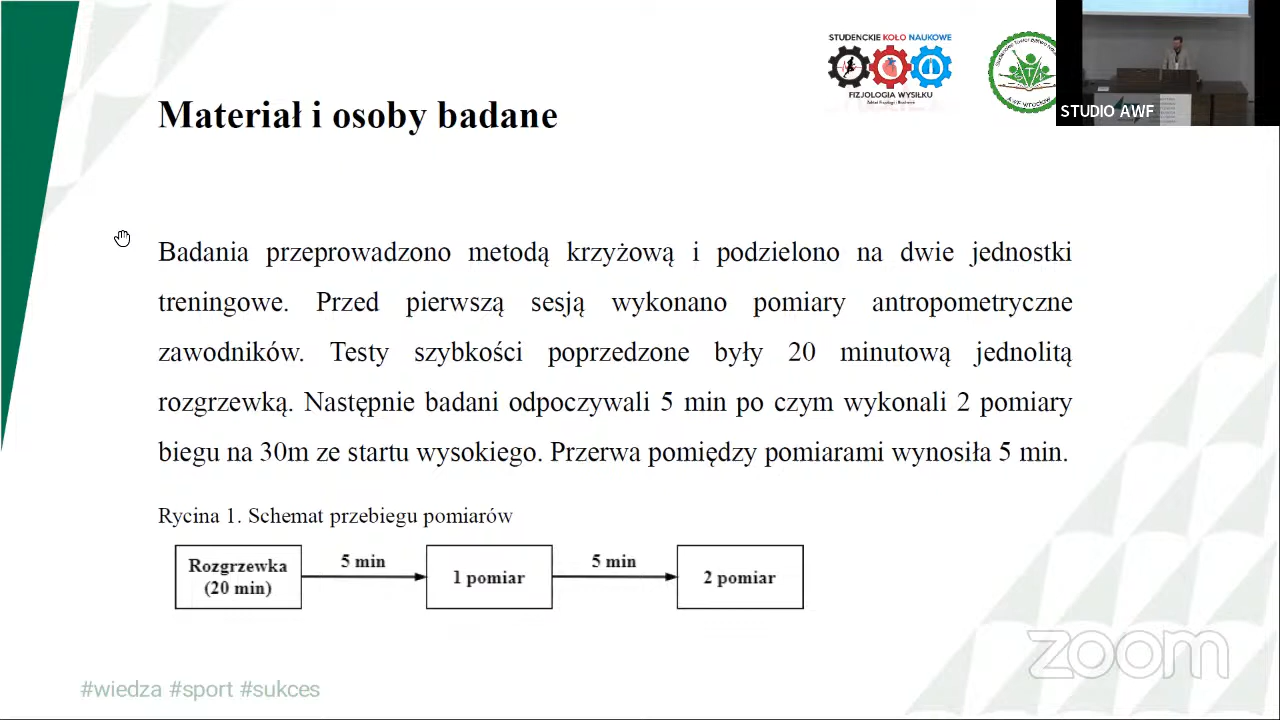 STUDENCKIE KOŁO NAUKOWE
FIZJOLOGIA WYSIŁKU
STUDIO AWF
Materiał i osoby badane
Badania przeprowadzono metodą krzyżową i podzielono na dwie jednostki
treningowe. Przed pierwszą sesją wykonano pomiary antropometryczne
zawodników. Testy szybkości poprzedzone były 20 minutową jednolitą
rozgrzewką. Następnie badani odpoczywali 5 min po czym wykonali 2 pomiary
biegu na 30m ze startu wysokiego. Przerwa pomiędzy pomiarami wynosiła 5 min.
Rycina 1. Schemat przebiegu pomiarów
Rozgrzewka
(20 min)
5 min
1 pomiar
5 min
2 pomiar
zoom
#wiedza #sport #sukces